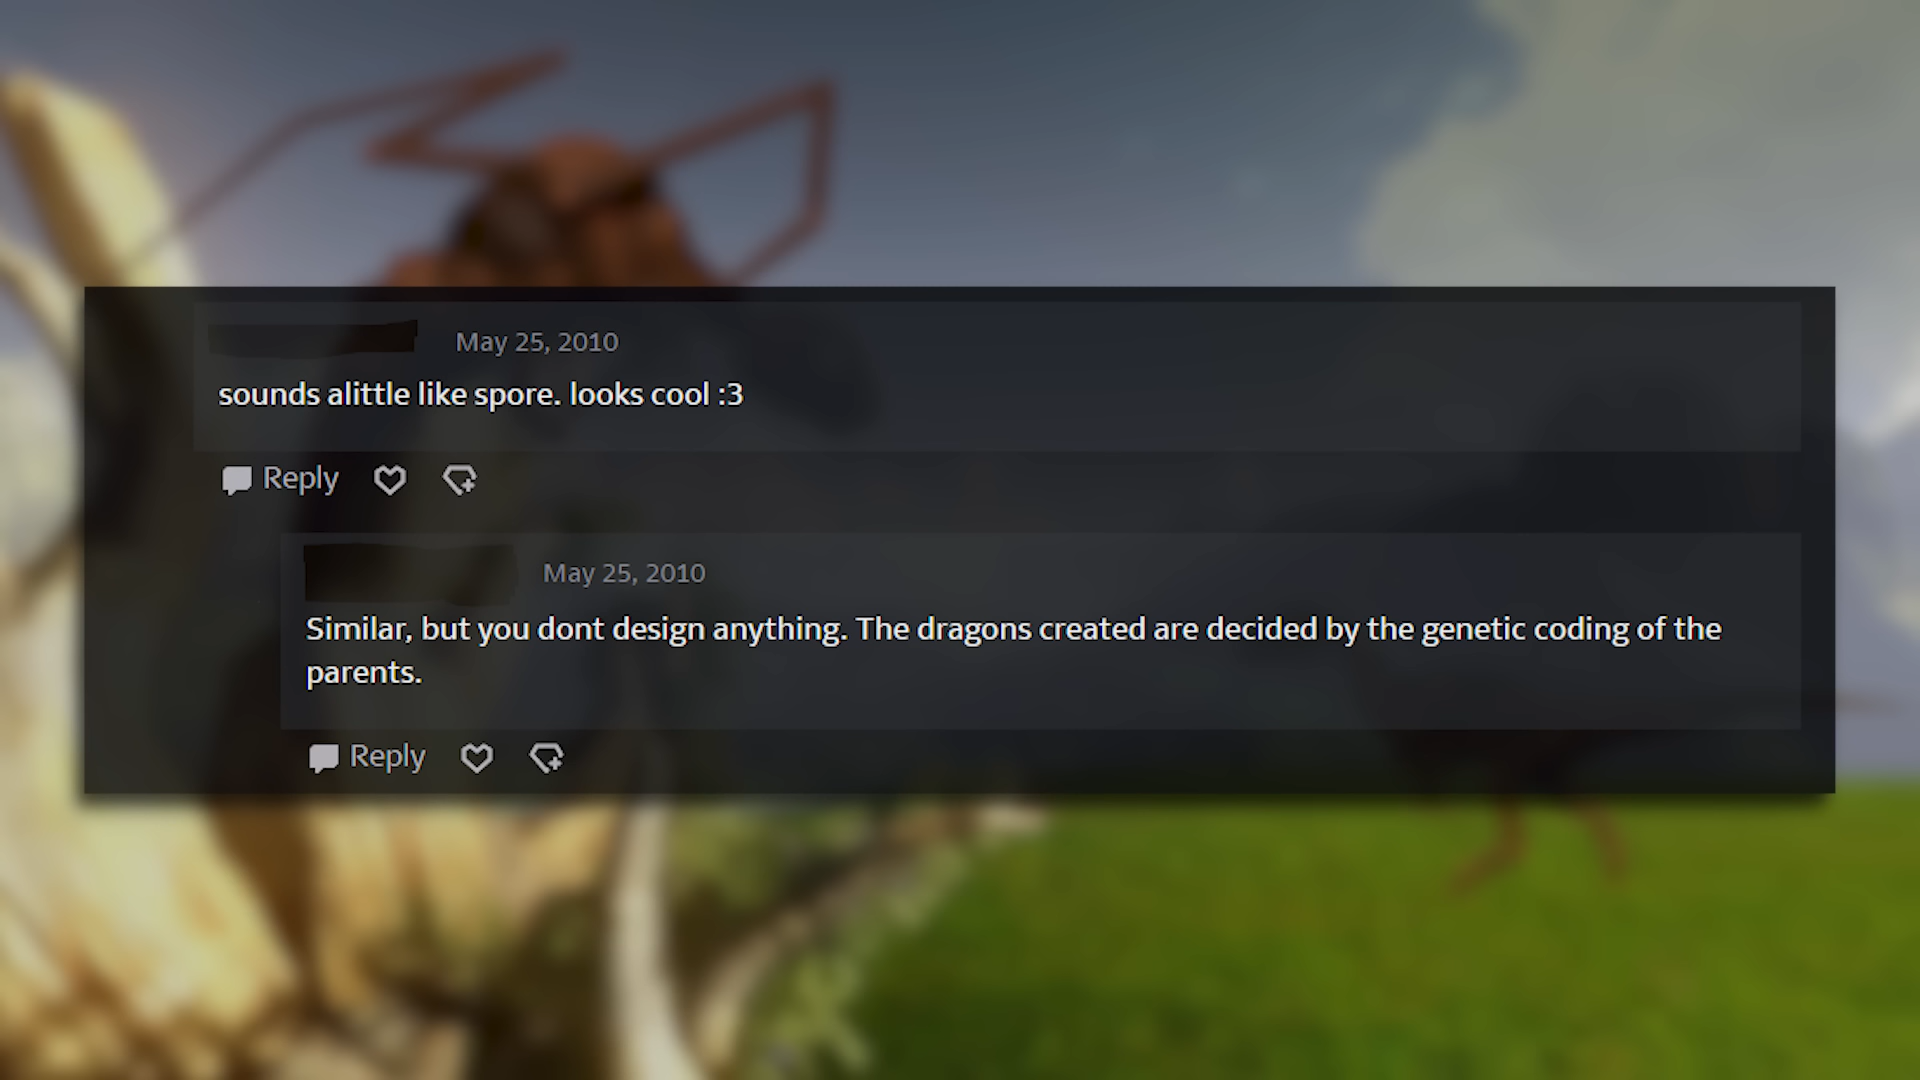 May 25, 2010
sounds alittle like spore. looks cool :3
Reply
May 25, 2010
Similar, but you dont design anything. The dragons created are decided by the genetic coding of the
parents.
Reply